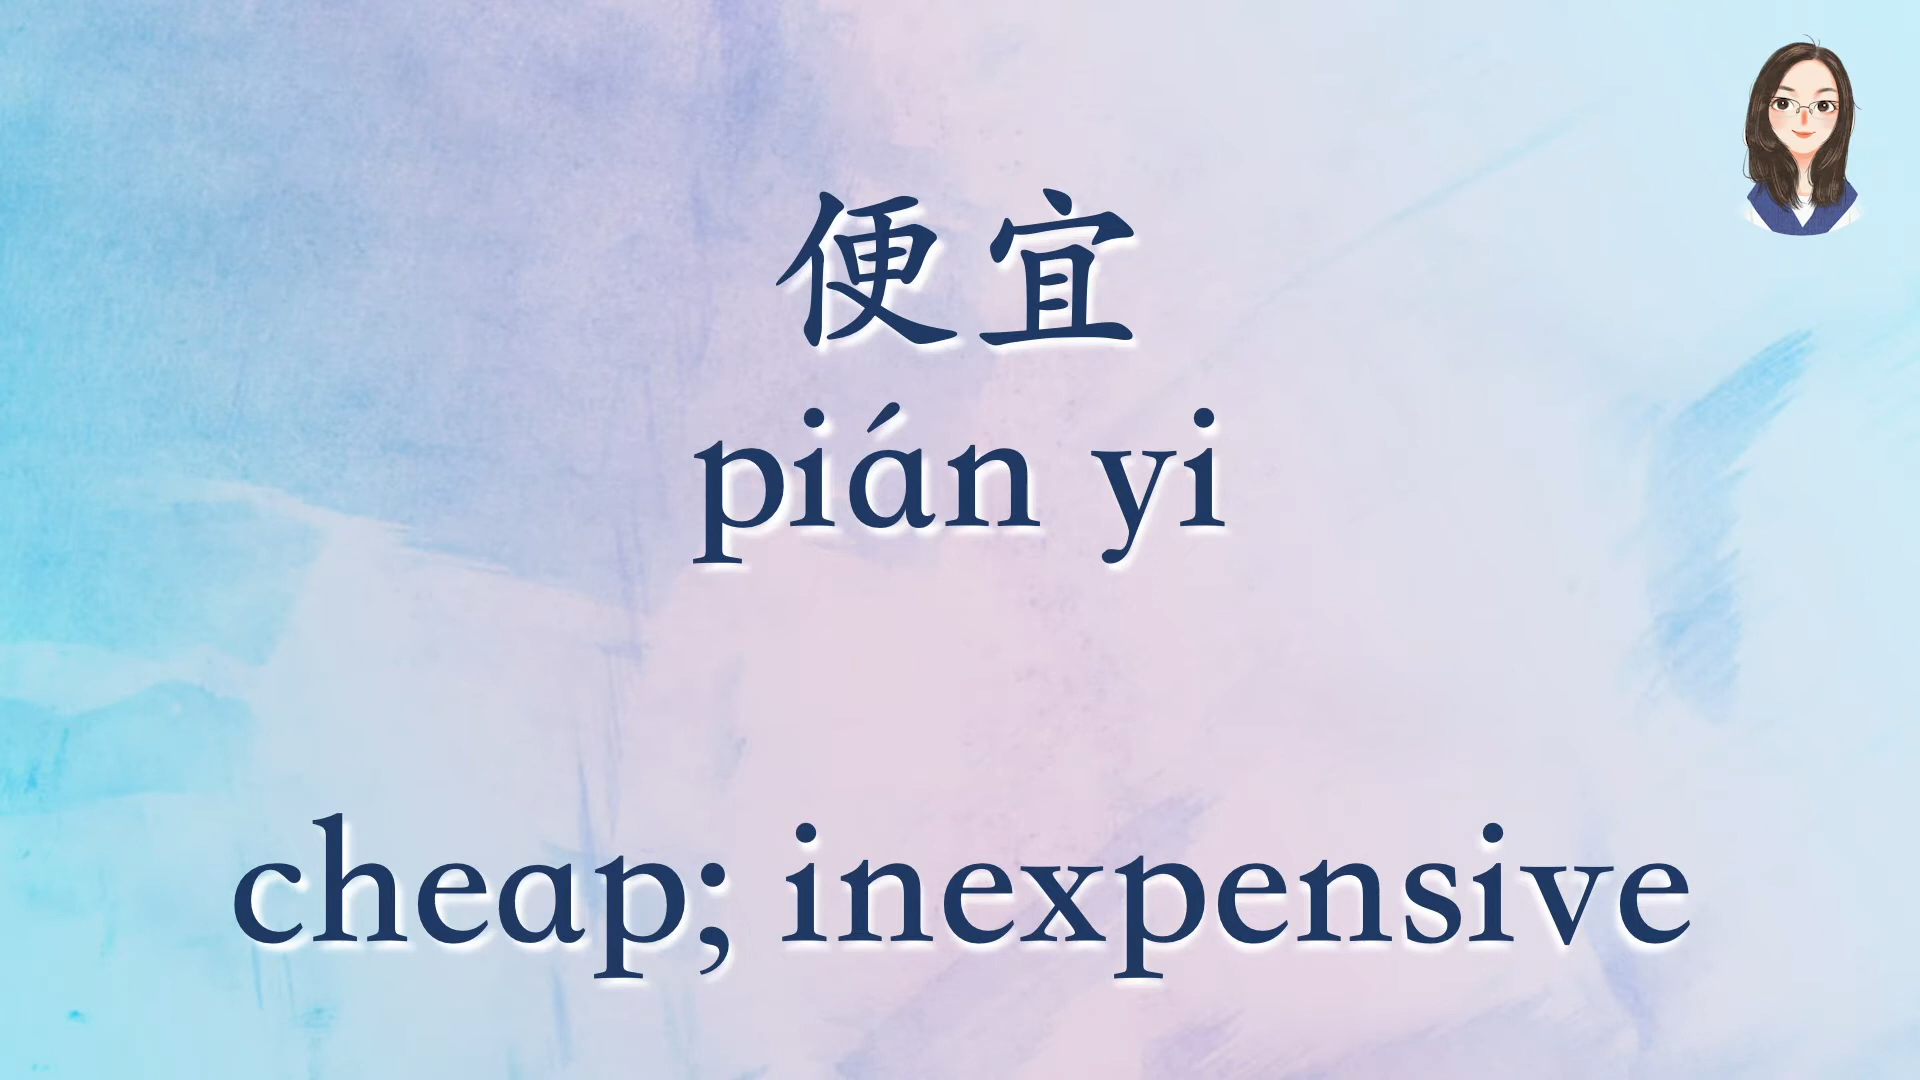 便宜
pián yi
cheap; inexpensive